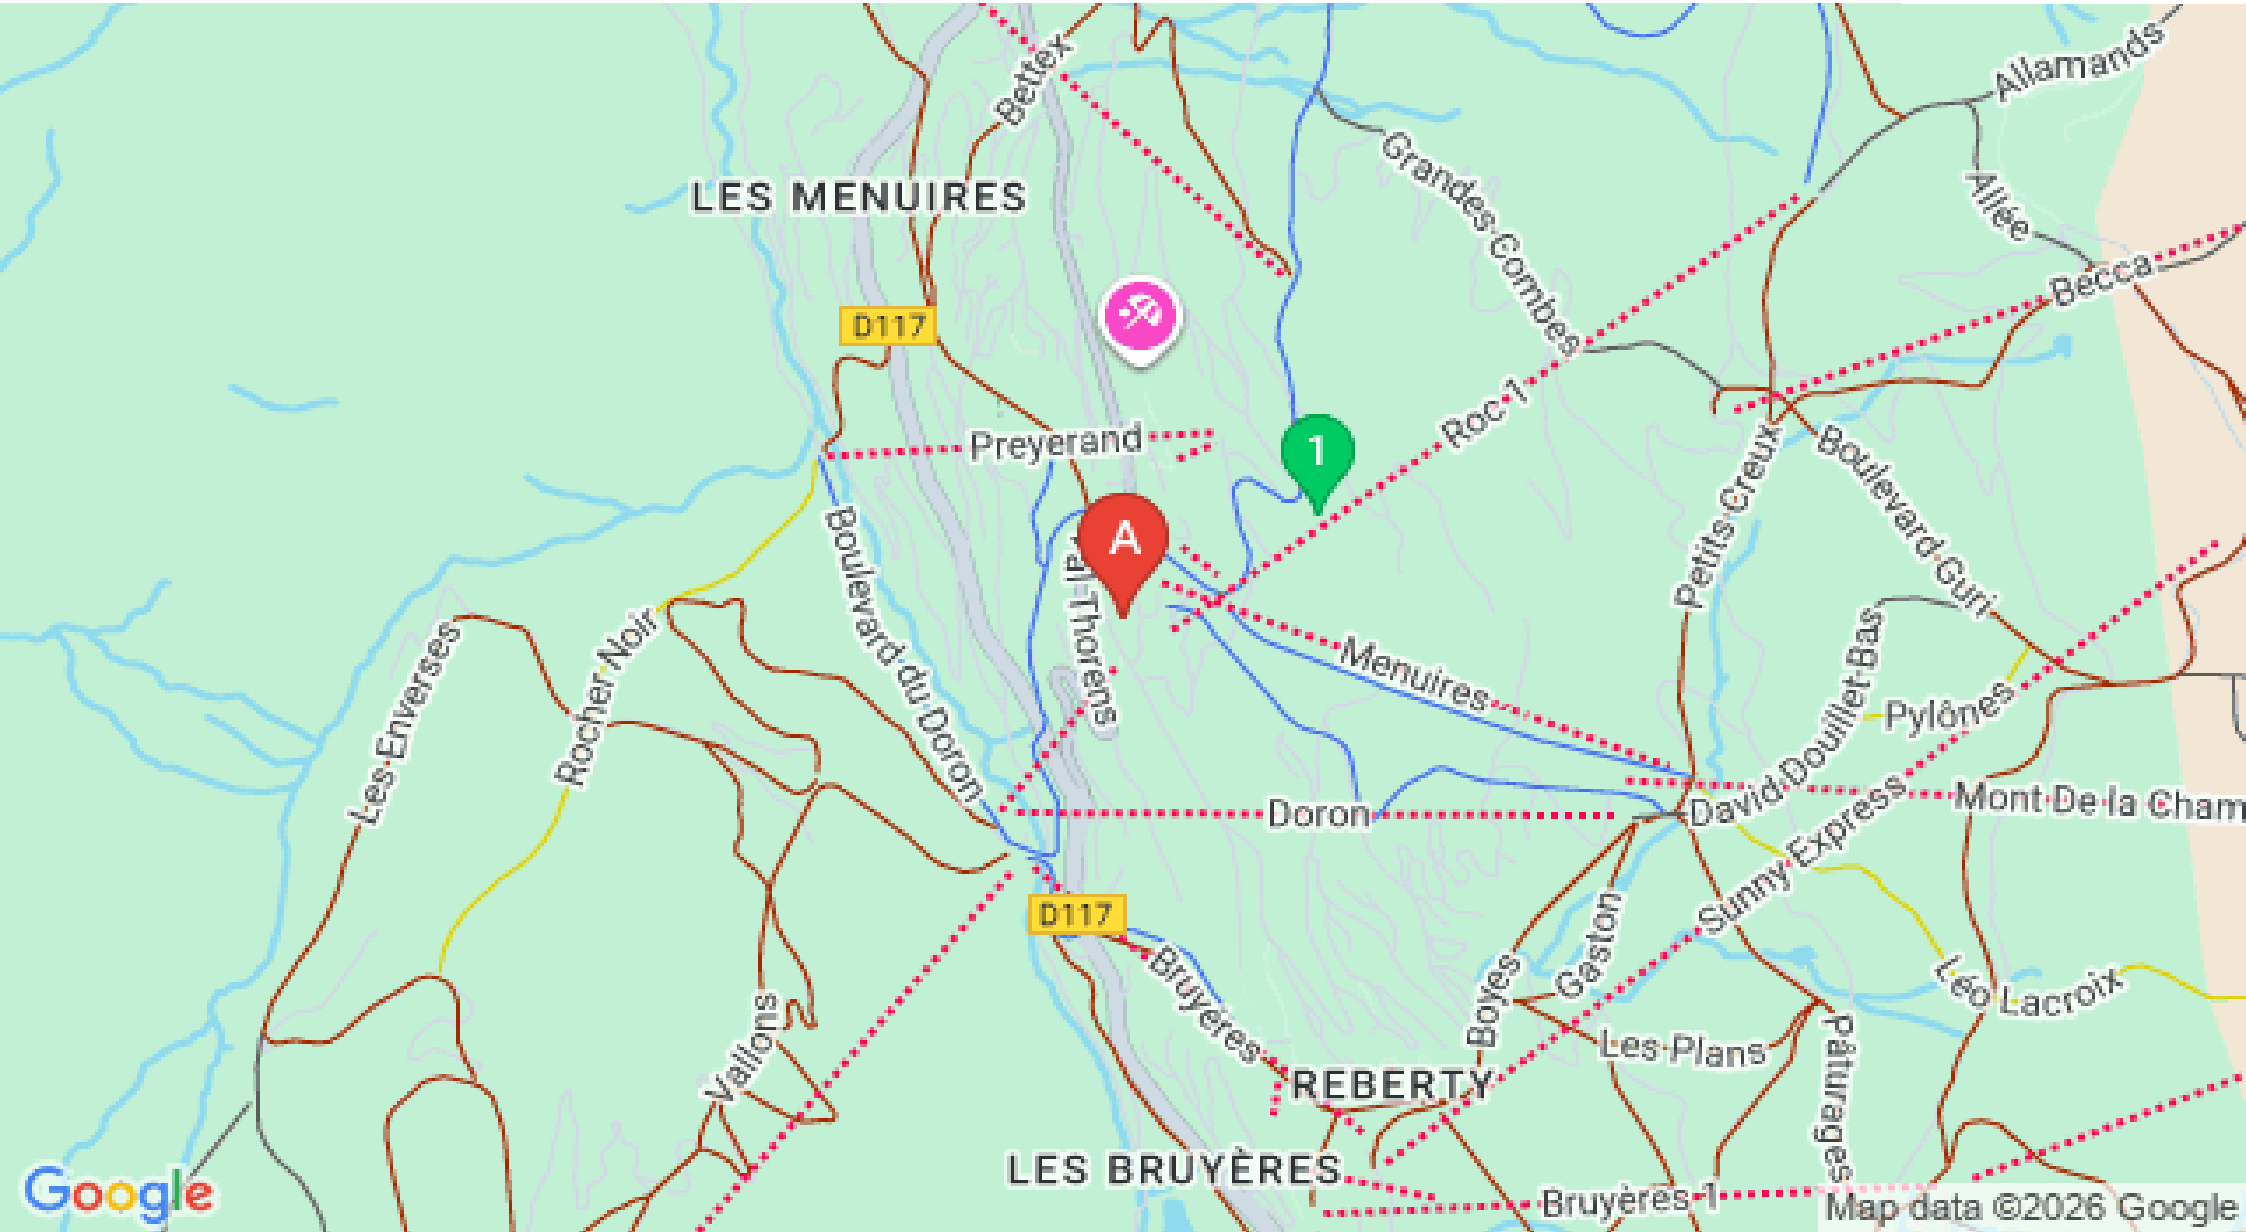 Bettex
Allamands
Grandes Combes
LES MENUIRES
Allée
Becca
D117
Roc 1
Preyerand
1
Petits Creux
Boulevard Guri
A
Val Thorens
Boulevard du Doron
Rocher Noir
Les Enverses
Menuires
David Douillet Bas
Pylônes
Doron
Mont De la Cham
Sunny Express
D117
Bruyères
Gaston
Boyes
Léo Lacroix
Vallons
Les Plans
Pâturages
REBERTY
LES BRUYÈRES
Bruyères 1
Google
Map data ©2026 Google